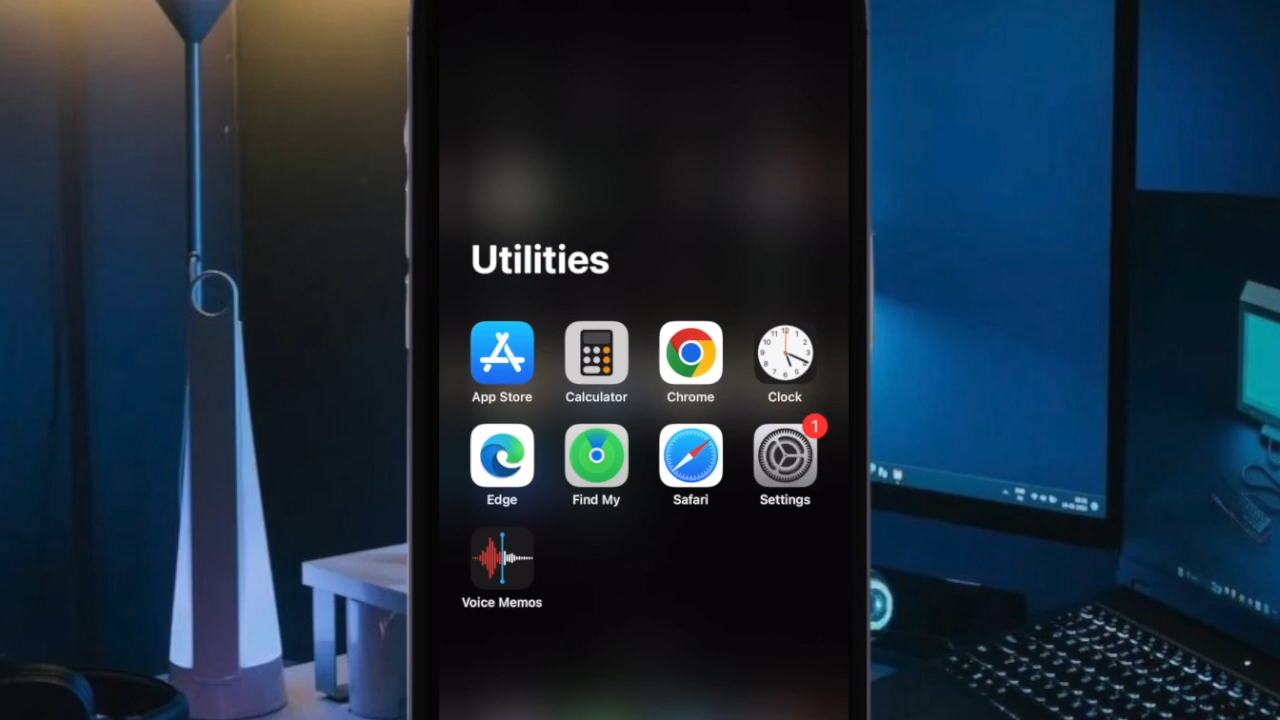 Utilities
App Store Calculator Chrome Clock
1
Edge Find My Safari Settings
Voice Memos